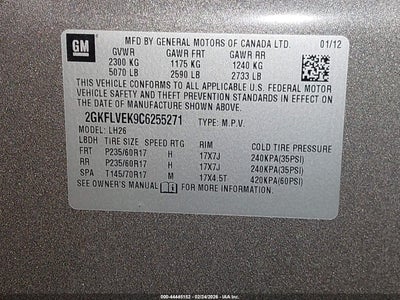 GM MFD BY GENERAL MOTORS OF CANADA LTD. 01/12
GVWR GAWR FRT GAWR RR
2300 KG 1175 KG 1240 KG
5070 LB 2590 LB 2733 LB
THIS VEHICLE CONFORMS TO ALL APPLICABLE U.S. FEDERAL MOTOR
VEHICLE SAFETY AND THEFT PREVENTION STANDARDS IN EFFECT ON
THE DATE OF MANUFACTURE SHOWN ABOVE.
2GKFLVEK9C6255271 TYPE: M.P.V.
MODEL: LH26
LBDH TIRE SIZE SPEED RTG RIM COLD TIRE PRESSURE
FRT P235/60R17 H 17X7J 240KPA(35PSI)
RR P235/60R17 H 17X7J 240KPA(35PSI)
SPA T145/70R17 M 17X4.5T 420KPA(60PSI)
SEE OWNER'S MANUAL FOR MORE INFORMATION.
000-44445152 - 02/24/2026 - IAA Inc.